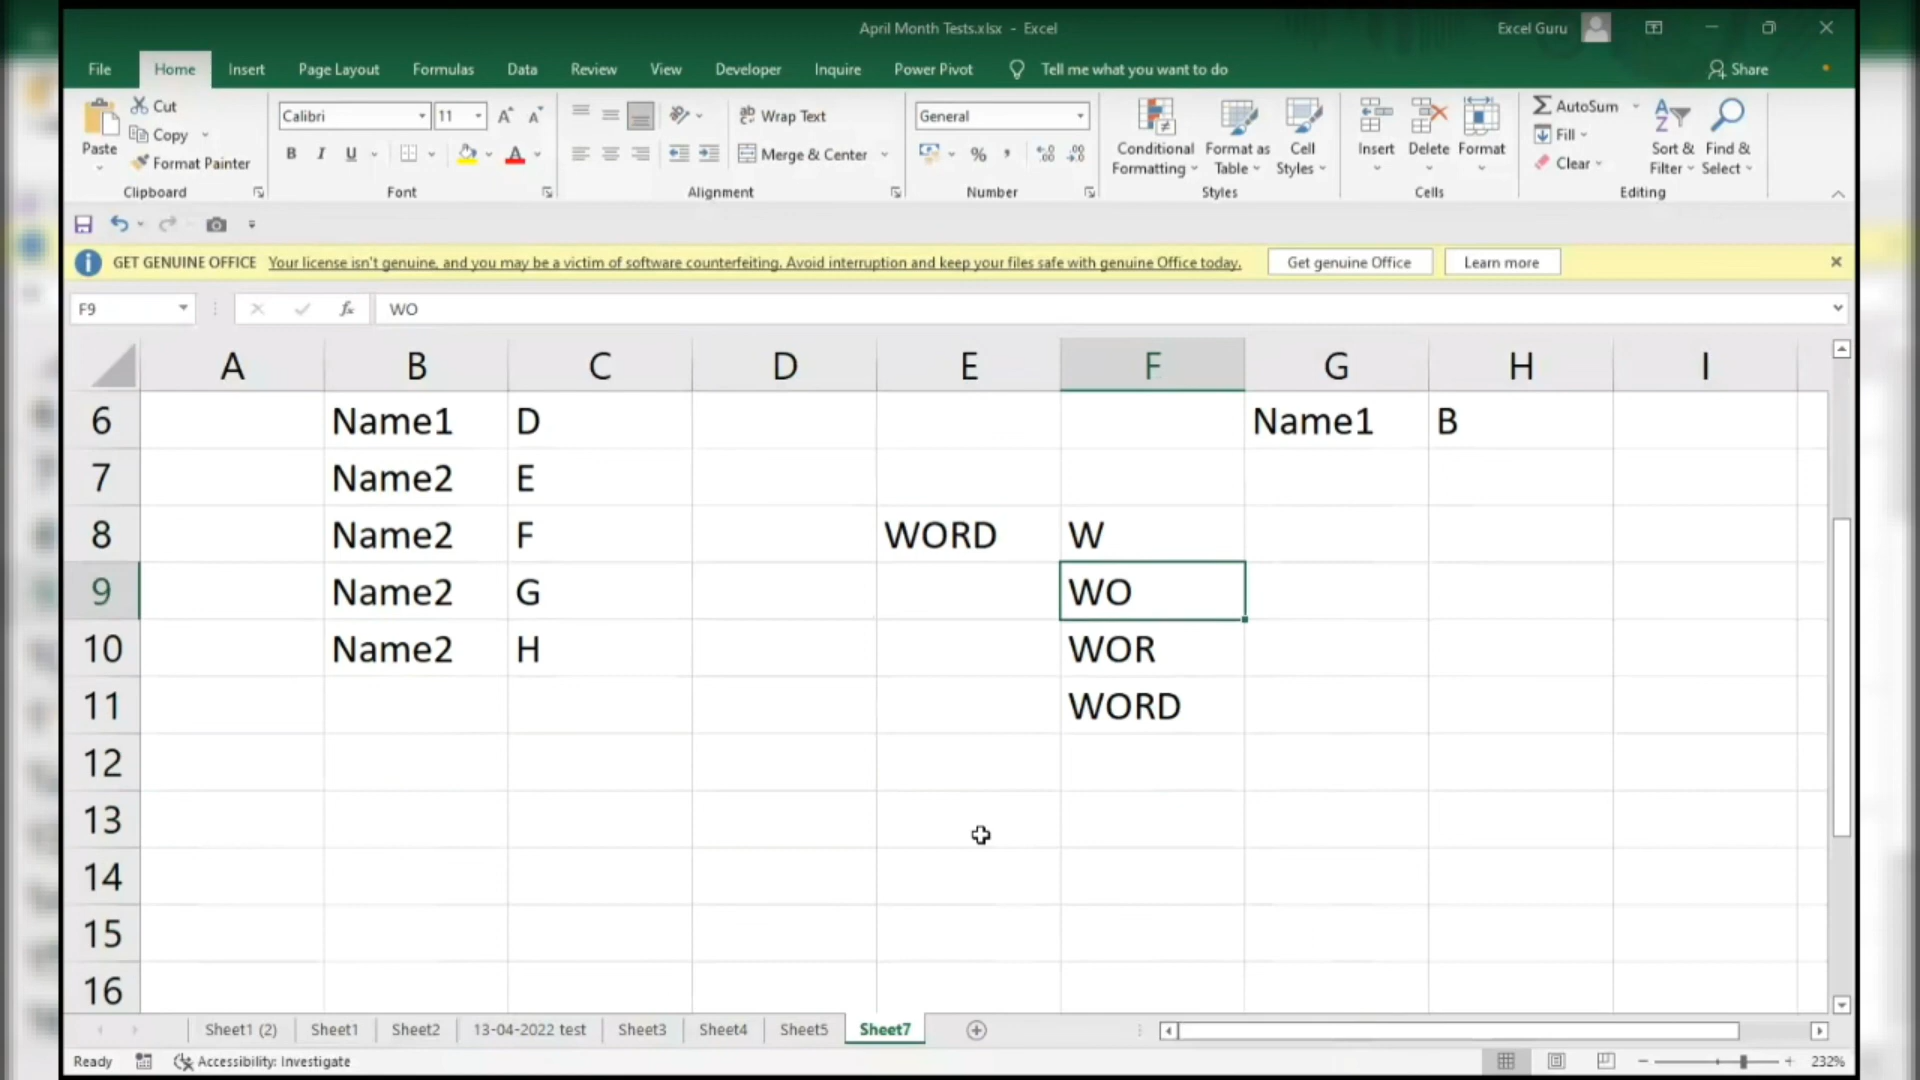 April Month Tests.xlsx - Excel
Excel Guru
File Home Insert Page Layout Formulas Data Review View Developer Inquire Power Pivot Tell me what you want to do Share
Paste
Cut
Copy
Format Painter
Clipboard
Calibri 11
B I U
Font
Wrap Text
Merge & Center
Alignment
General
%
Number
Conditional Formatting
Format as Table
Cell Styles
Styles
Insert Delete Format
Cells
AutoSum
Fill
Clear
Sort & Filter
Find & Select
Editing
GET GENUINE OFFICE Your license isn't genuine, and you may be a victim of software counterfeiting. Avoid interruption and keep your files safe with genuine Office today. Get genuine Office Learn more
F9 fx WO
A B C D E F G H I
6 Name1 D Name1 B
7 Name2 E
8 Name2 F WORD W
9 Name2 G WO
10 Name2 H WOR
11 WORD
12
13
14
15
16
Sheet1 (2) Sheet1 Sheet2 13-04-2022 test Sheet3 Sheet4 Sheet5 Sheet7
Ready Accessibility: Investigate 232%